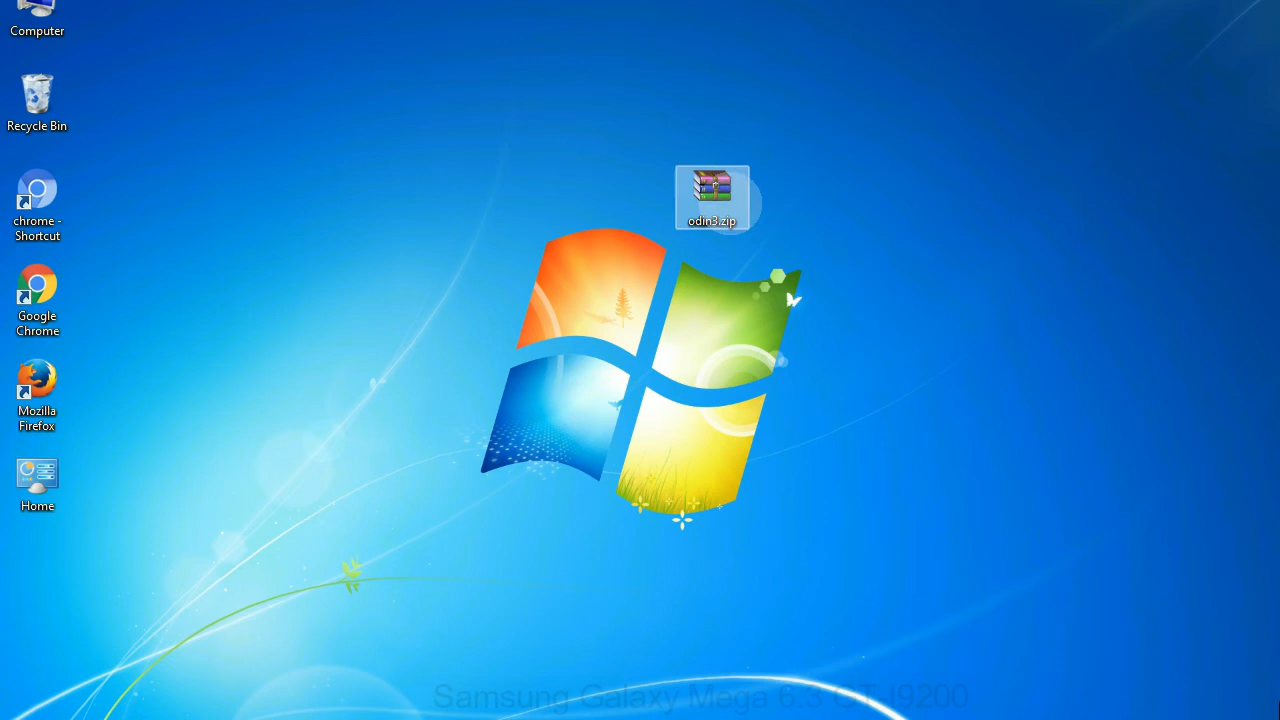 Computer
Recycle Bin
chrome -
Shortcut
Google
Chrome
Mozilla
Firefox
Home
odin3.zip
Samsung Galaxy Mega 6.3 GT-I9200